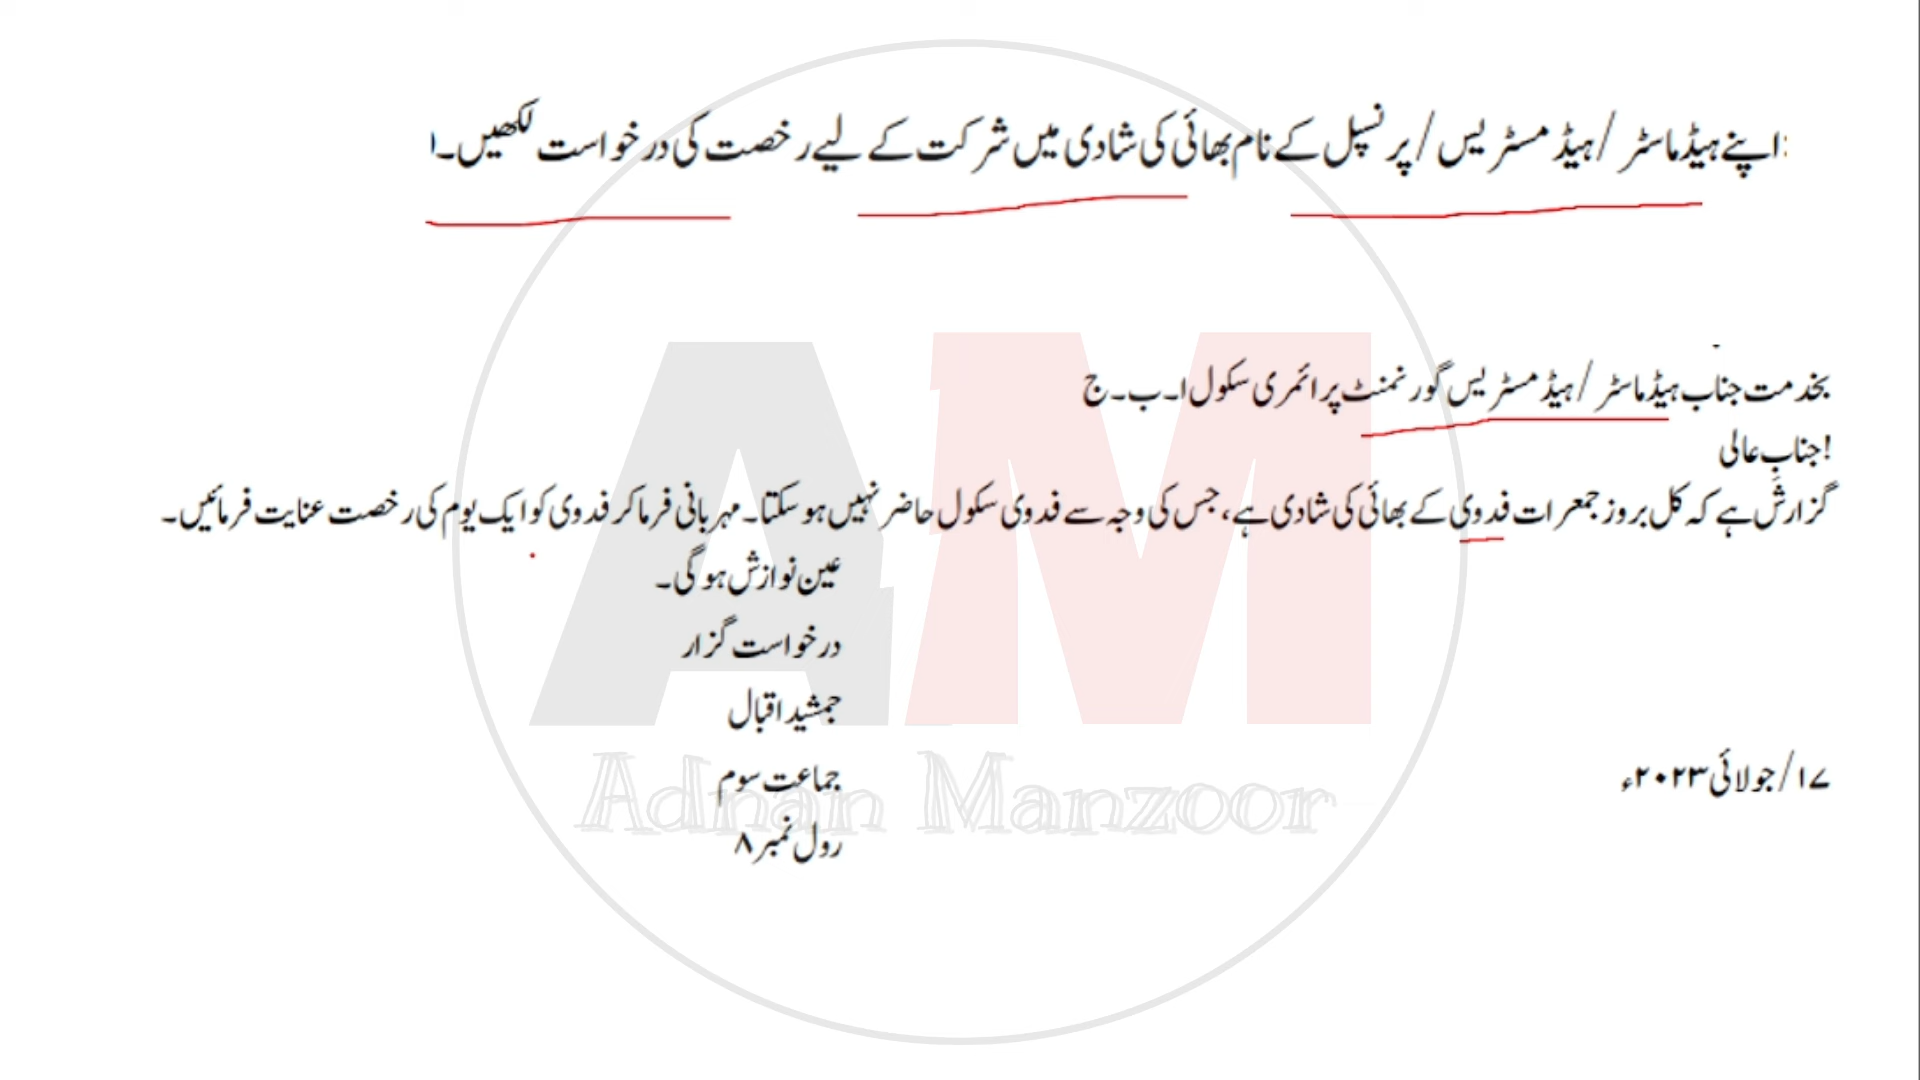 اپنے ہیڈماسٹر / ہیڈ مسٹریس / پرنسپل کے نام بھائی کی شادی میں شرکت کے لیے رخصت کی درخواست لکھیں۔
بخدمت جناب ہیڈماسٹر / ہیڈ مسٹریس گورنمنٹ پرائمری سکول ا۔ب۔ج
!جنابِ عالی
گزارش ہے کہ کل بروز جمعرات فدوی کے بھائی کی شادی ہے، جس کی وجہ سے فدوی سکول حاضر نہیں ہو سکتا۔ مہربانی فرما کر فدوی کو ایک یوم کی رخصت عنایت فرمائیں۔
عین نوازش ہو گی۔
درخواست گزار
جمشید اقبال
جماعت سوم
۱۷/جولائی ۲۰۲۳ء
رول نمبر ۸
AM
Adnan Manzoor